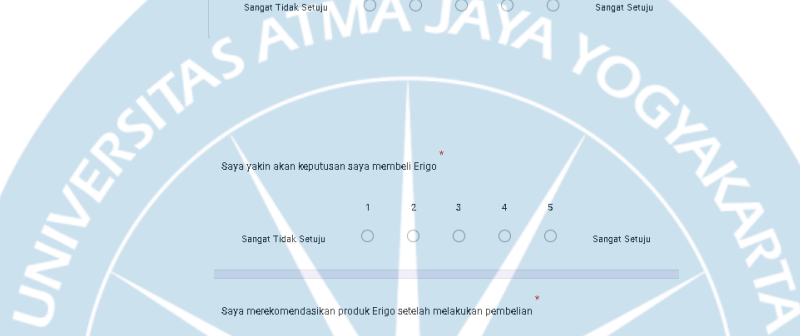 Sangat Tidak Setuju Sangat Setuju
UNIVERSITAS ATMA JAYA YOGYAKARTA
*
Saya yakin akan keputusan saya membeli Erigo
1 2 3 4 5
Sangat Tidak Setuju Sangat Setuju
*
Saya merekomendasikan produk Erigo setelah melakukan pembelian